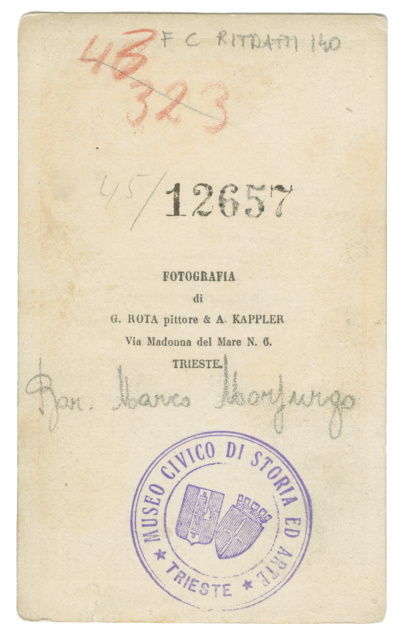 43 F C RITRATTI 140
323
45/ 12657
FOTOGRAFIA
di
G. ROTA pittore & A. KAPPLER
Via Madonna del Mare N. 6.
TRIESTE.
Bar. Marco Morpurgo
MUSEO CIVICO DI STORIA ED ARTE
★ TRIESTE ★